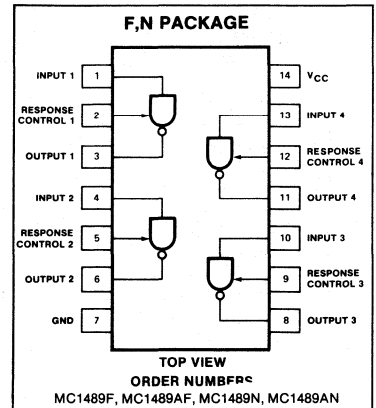 F,N PACKAGE
INPUT 1 1
RESPONSE
CONTROL 1 2
OUTPUT 1 3
INPUT 2 4
RESPONSE
CONTROL 2 5
OUTPUT 2 6
GND 7
14 VCC
13 INPUT 4
12 RESPONSE
CONTROL 4
11 OUTPUT 4
10 INPUT 3
9 RESPONSE
CONTROL 3
8 OUTPUT 3
TOP VIEW
ORDER NUMBERS
MC1489F, MC1489AF, MC1489N, MC1489AN